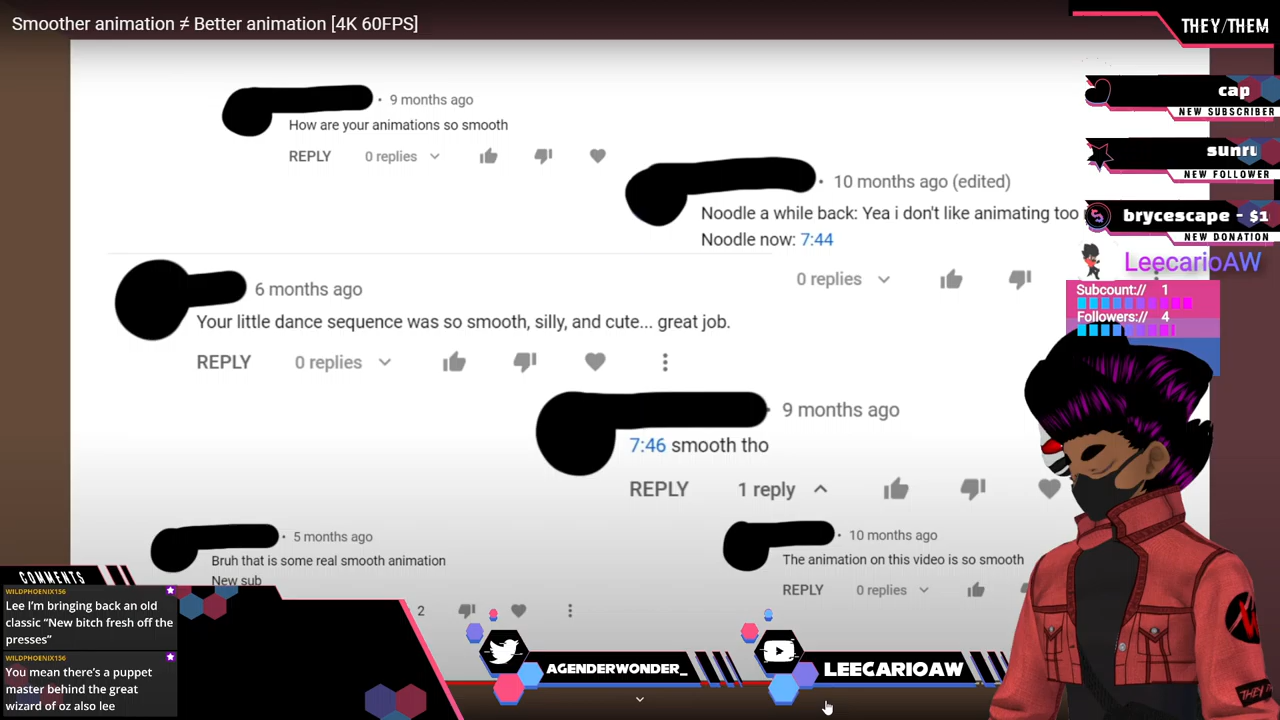 Smoother animation ≠ Better animation [4K 60FPS]
THEY/THEM
9 months ago
How are your animations so smooth
REPLY 0 replies
10 months ago (edited)
Noodle a while back: Yea i don't like animating too
Noodle now: 7:44
0 replies
6 months ago
Your little dance sequence was so smooth, silly, and cute... great job.
REPLY 0 replies
9 months ago
7:46 smooth tho
REPLY 1 reply
5 months ago
Bruh that is some real smooth animation
New sub
2
10 months ago
The animation on this video is so smooth
REPLY 0 replies
cap
NEW SUBSCRIBER
sunru
NEW FOLLOWER
brycescape - $1
NEW DONATION
LeecarioAW
Subcount:// 1
Followers:// 4
COMMENTS
WILDPHOENIX156
Lee I'm bringing back an old
classic “New bitch fresh off the
presses”
WILDPHOENIX156
You mean there's a puppet
master behind the great
wizard of oz also lee
AGENDERWONDER_
LEECARIOAW